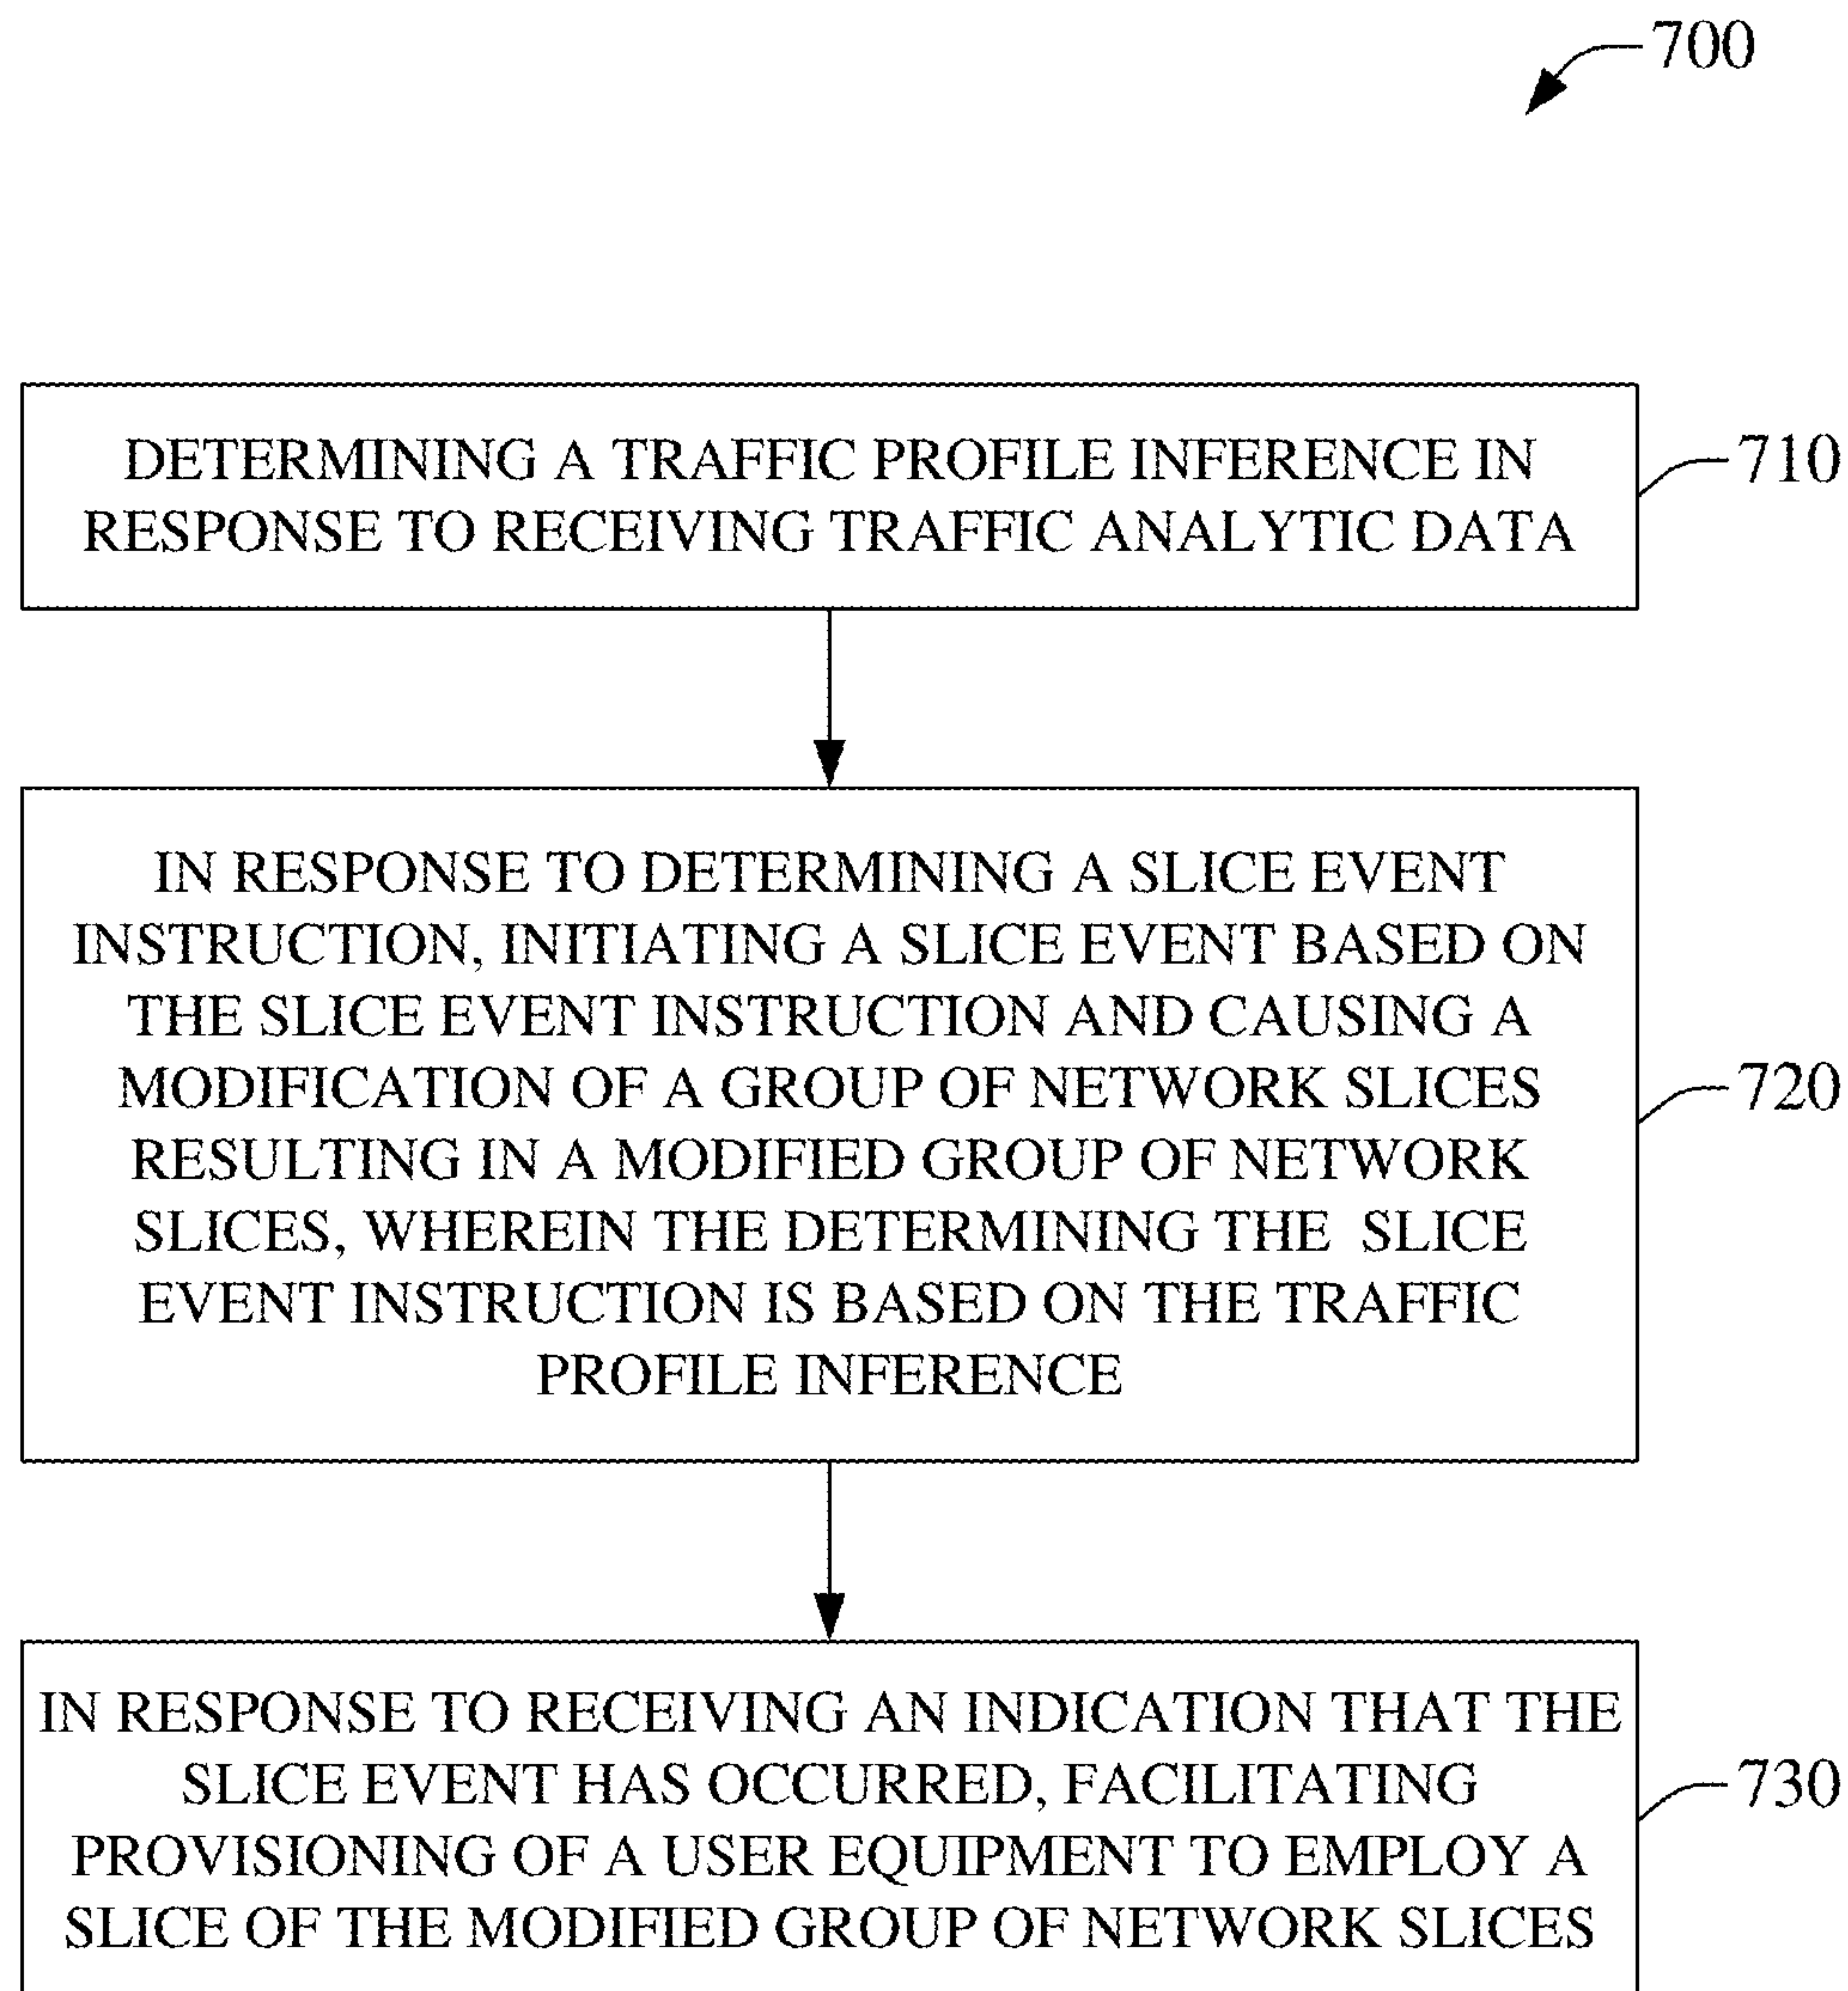 700
DETERMINING A TRAFFIC PROFILE INFERENCE IN
RESPONSE TO RECEIVING TRAFFIC ANALYTIC DATA
710
IN RESPONSE TO DETERMINING A SLICE EVENT
INSTRUCTION, INITIATING A SLICE EVENT BASED ON
THE SLICE EVENT INSTRUCTION AND CAUSING A
MODIFICATION OF A GROUP OF NETWORK SLICES
RESULTING IN A MODIFIED GROUP OF NETWORK
SLICES, WHEREIN THE DETERMINING THE SLICE
EVENT INSTRUCTION IS BASED ON THE TRAFFIC
PROFILE INFERENCE
720
IN RESPONSE TO RECEIVING AN INDICATION THAT THE
SLICE EVENT HAS OCCURRED, FACILITATING
PROVISIONING OF A USER EQUIPMENT TO EMPLOY A
SLICE OF THE MODIFIED GROUP OF NETWORK SLICES
730